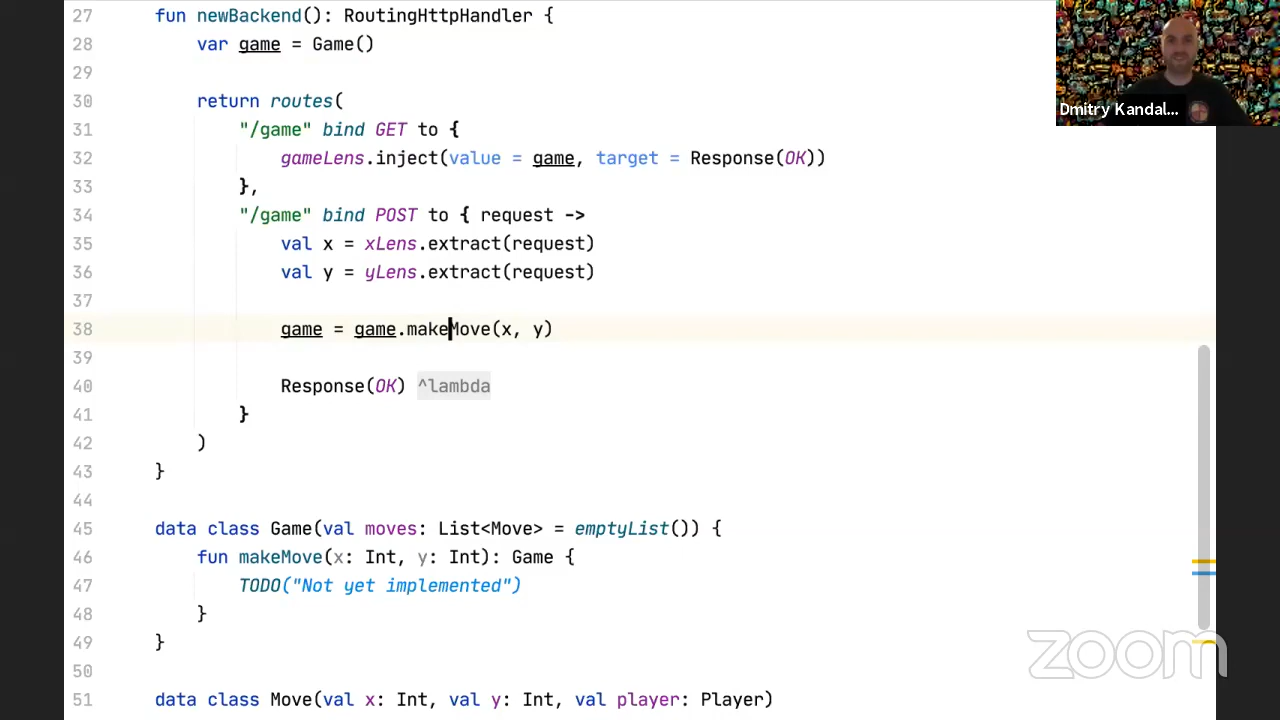 27 fun newBackend(): RoutingHttpHandler {
28 var game = Game()
29
30 return routes(
31 "/game" bind GET to {
32 gameLens.inject(value = game, target = Response(OK))
33 },
34 "/game" bind POST to { request ->
35 val x = xLens.extract(request)
36 val y = yLens.extract(request)
37
38 game = game.makeMove(x, y)
39
40 Response(OK) ^lambda
41 }
42 )
43 }
44
45 data class Game(val moves: List<Move> = emptyList()) {
46 fun makeMove(x: Int, y: Int): Game {
47 TODO("Not yet implemented")
48 }
49 }
50
51 data class Move(val x: Int, val y: Int, val player: Player)
Dmitry Kandal...
zoom